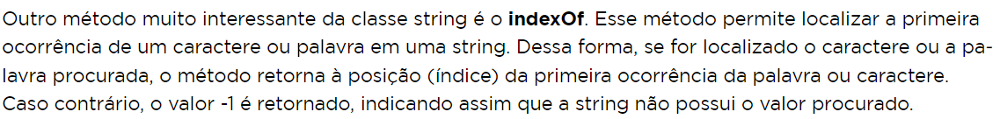 Outro método muito interessante da classe string é o indexOf. Esse método permite localizar a primeira
ocorrência de um caractere ou palavra em uma string. Dessa forma, se for localizado o caractere ou a pa-
lavra procurada, o método retorna à posição (índice) da primeira ocorrência da palavra ou caractere.
Caso contrário, o valor -1 é retornado, indicando assim que a string não possui o valor procurado.